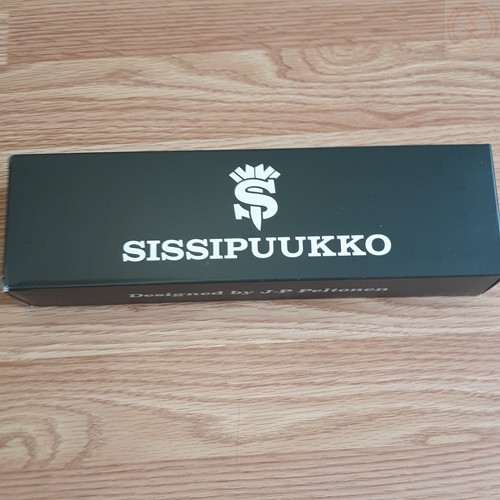 S
SISSIPUUKKO
Designed by J-P Peltonen